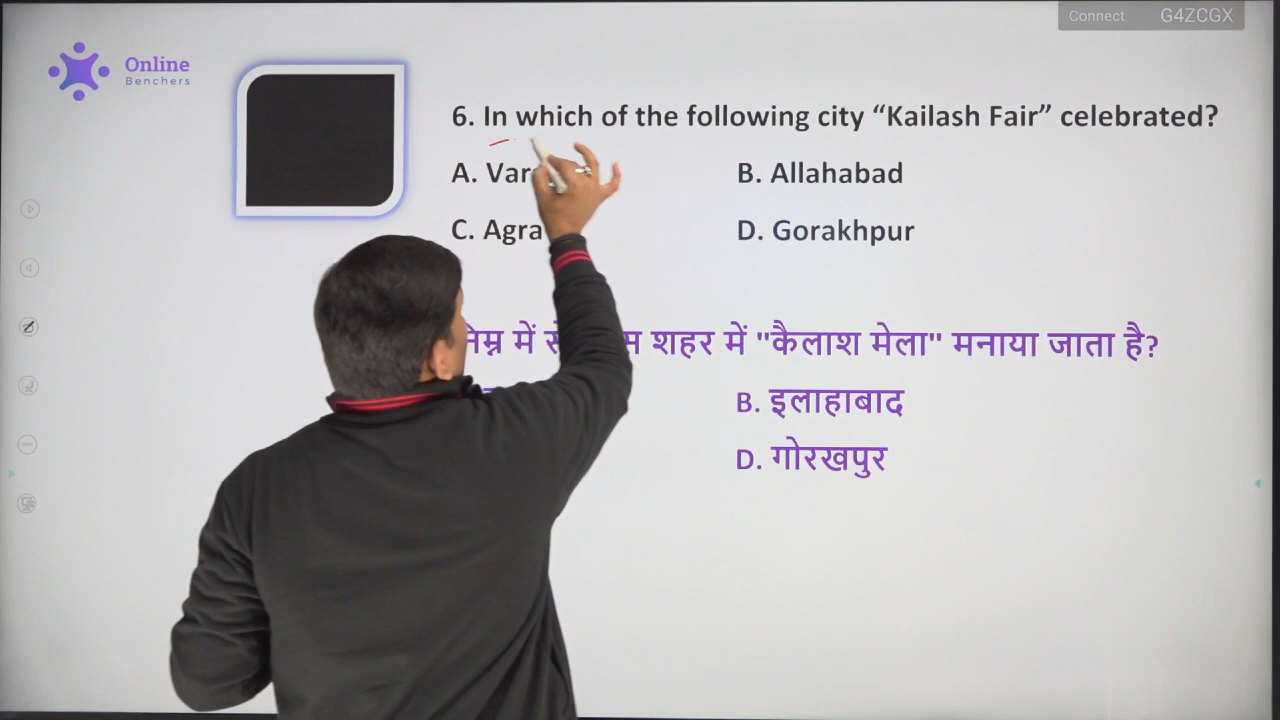 Connect G4ZCGX
Online
Benchers
6. In which of the following city “Kailash Fair” celebrated?
A. B. Allahabad
C. Agra D. Gorakhpur
में शहर में "कैलाश मेला" मनाया जाता है?
B. इलाहाबाद
D. गोरखपुर